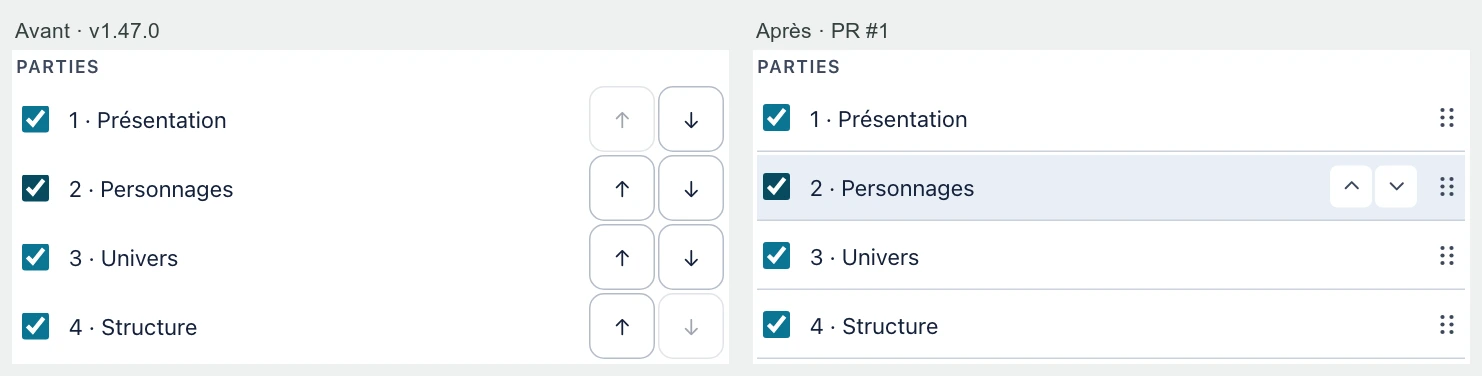 Avant · v1.47.0
PARTIES
1 · Présentation
2 · Personnages
3 · Univers
4 · Structure
Après · PR #1
PARTIES
1 · Présentation
2 · Personnages
3 · Univers
4 · Structure